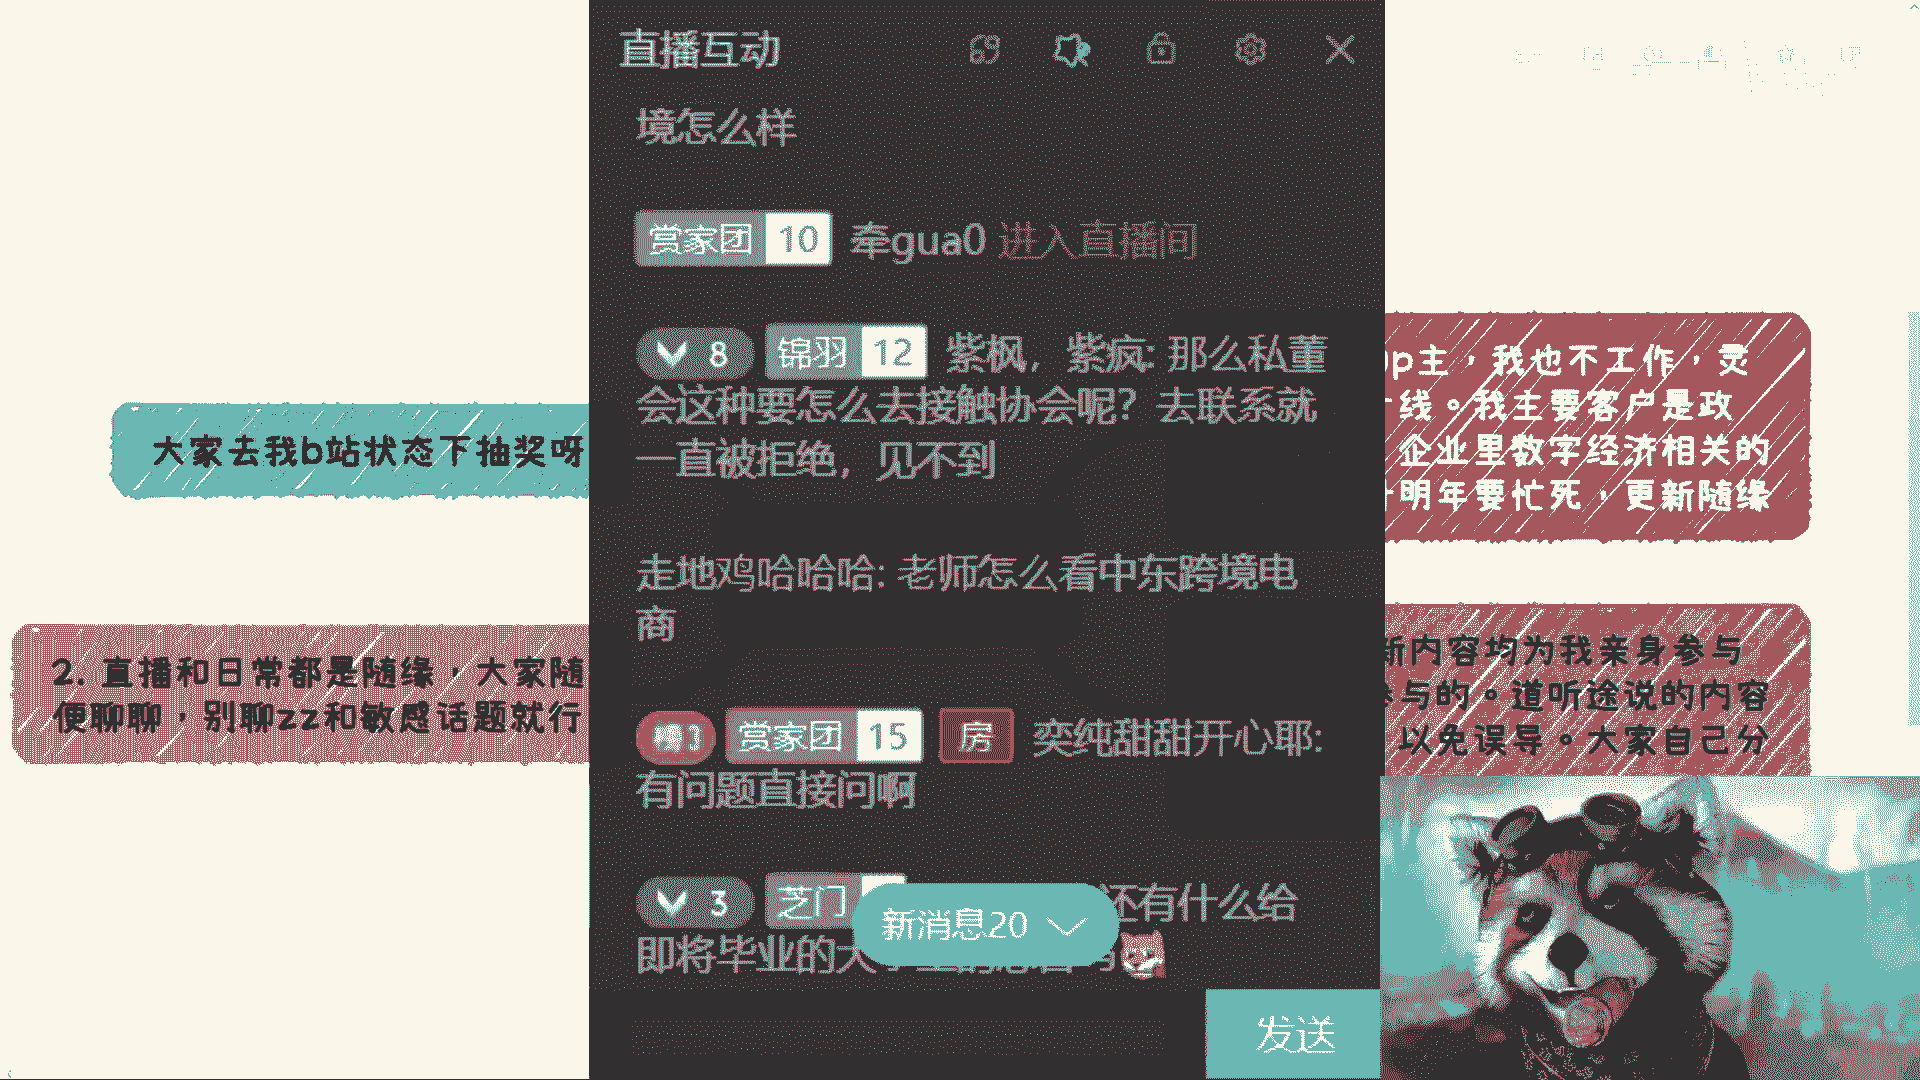 直播互动
境怎么样
赏家团 10 牵gua0 进入直播间
8 锦羽 12 紫枫，紫疯: 那么私董
会这种要怎么去接触协会呢？去联系就
一直被拒绝，见不到
走地鸡哈哈哈: 老师怎么看中东跨境电
商
赏家团 15 房 奕纯甜甜开心耶:
有问题直接问啊
3 芝门 还有什么给
即将毕业的大
新消息20
发送
大家去我b站状态下抽奖呀
2. 直播和日常都是随缘，大家随
便聊聊，别聊zz和敏感话题就行
up主，我也不工作，灵
线。我主要客户是政
企业里数字经济相关的
明年要忙死，更新随缘
新内容均为我亲身参与
参与的。道听途说的内容
以免误导。大家自己分